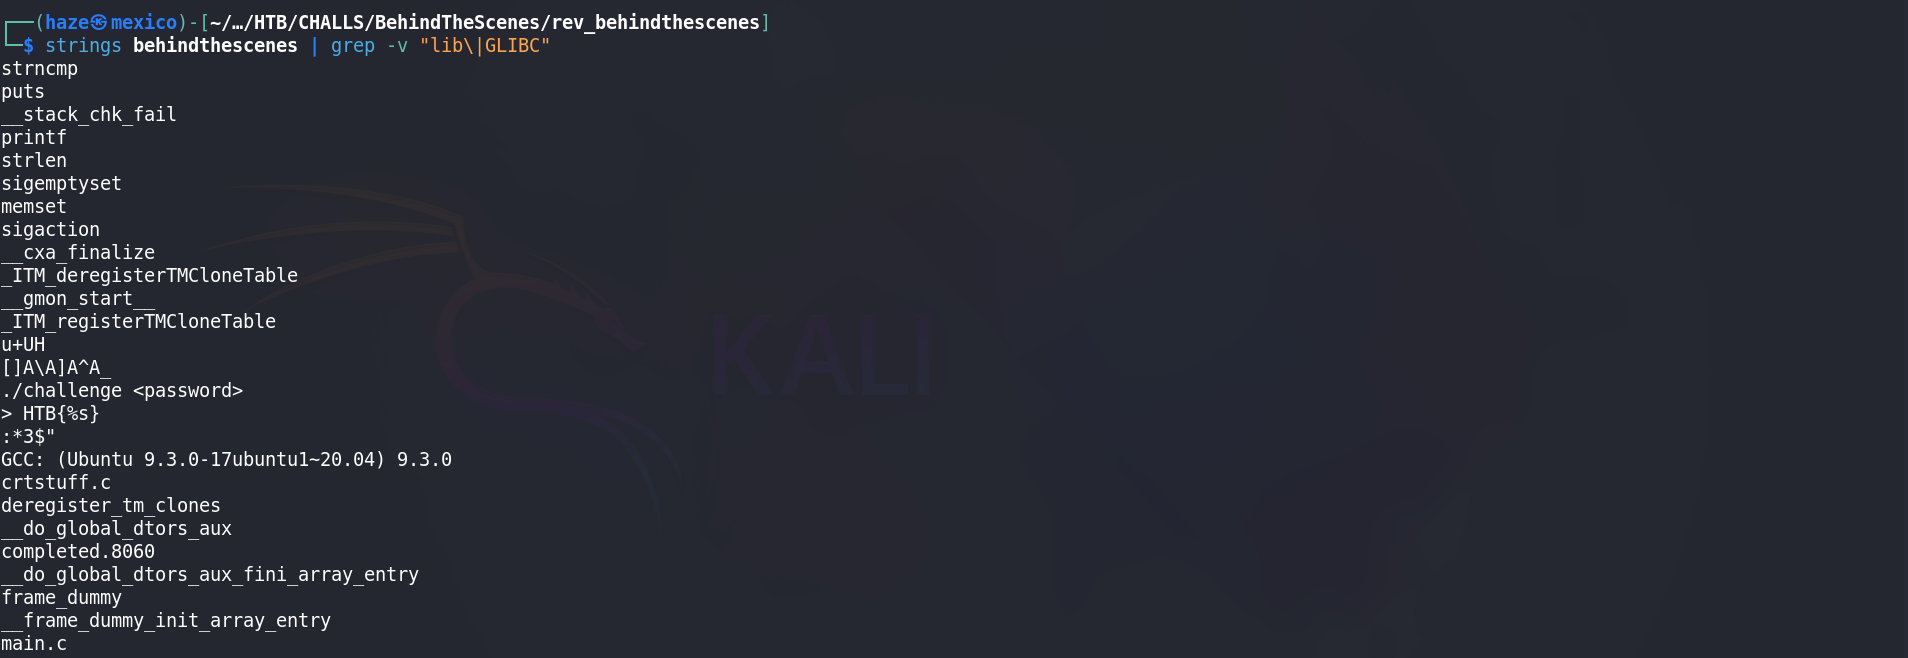 ┌──(haze㉿mexico)-[~/…/HTB/CHALLS/BehindTheScenes/rev_behindthescenes]
└─$ strings behindthescenes | grep -v "lib\|GLIBC"
strncmp
puts
__stack_chk_fail
printf
strlen
sigemptyset
memset
sigaction
__cxa_finalize
_ITM_deregisterTMCloneTable
__gmon_start__
_ITM_registerTMCloneTable
u+UH
[]A\A]A^A_
./challenge <password>
> HTB{%s}
:*3$"
GCC: (Ubuntu 9.3.0-17ubuntu1~20.04) 9.3.0
crtstuff.c
deregister_tm_clones
__do_global_dtors_aux
completed.8060
__do_global_dtors_aux_fini_array_entry
frame_dummy
__frame_dummy_init_array_entry
main.c
KALI